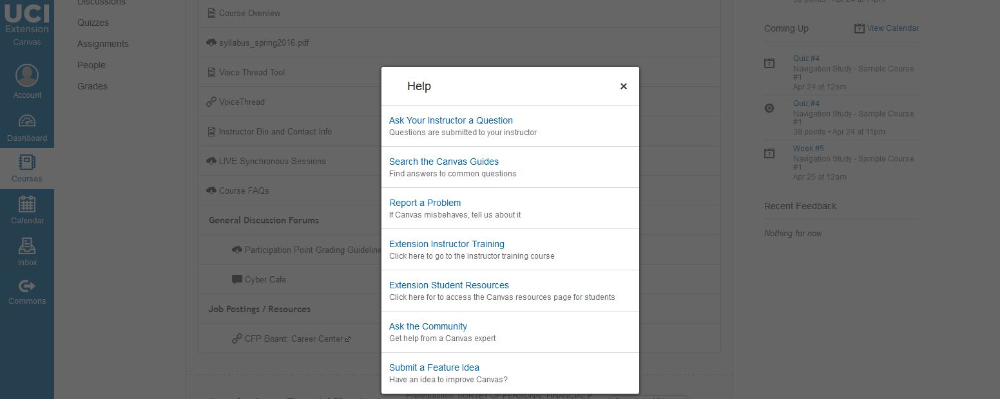 UCI
Extension
Canvas
Account
Dashboard
Courses
Calendar
Inbox
Commons
Discussions
Quizzes
Assignments
People
Grades
Course Overview
syllabus_spring2016.pdf
Voice Thread Tool
VoiceThread
Instructor Bio and Contact Info
LIVE Synchronous Sessions
Course FAQs
General Discussion Forums
Participation Point Grading Guideline
Cyber Cafe
Job Postings / Resources
CFP Board: Career Center
Prerequisites: SURVEY OF PERSONAL FINANCIAL P
Help
×
Ask Your Instructor a Question
Questions are submitted to your instructor
Search the Canvas Guides
Find answers to common questions
Report a Problem
If Canvas misbehaves, tell us about it
Extension Instructor Training
Click here to go to the instructor training course
Extension Student Resources
Click here for to access the Canvas resources page for students
Ask the Community
Get help from a Canvas expert
Submit a Feature Idea
Have an idea to improve Canvas?
38 points • Apr 24 at 11pm
Coming Up
7 View Calendar
7
Quiz #4
Navigation Study - Sample Course
#1
Apr 24 at 12am
Q
Quiz #4
Navigation Study - Sample Course
#1
38 points • Apr 24 at 11pm
7
Week #5
Navigation Study - Sample Course
#1
Apr 25 at 12am
Recent Feedback
Nothing for now